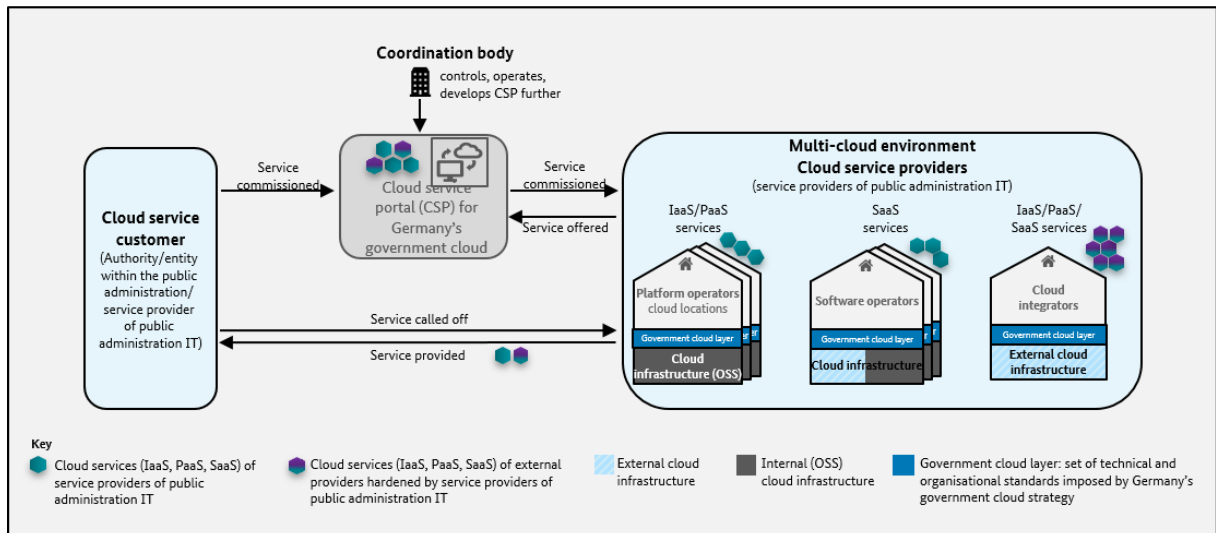 Coordination body
controls, operates,
develops CSP further
Service
commissioned
Cloud service
portal (CSP) for
Germany's
government cloud
Service
commissioned
Service offered
Cloud service
customer
(Authority/entity
within the public
administration/
service provider
of public
administration IT)
Service called off
Service provided
Multi-cloud environment
Cloud service providers
(service providers of public administration IT)
IaaS/PaaS
services
Platform operators
cloud locations
Government cloud layer
Cloud
infrastructure (OSS)
SaaS
services
Software operators
Government cloud layer
Cloud infrastructure
IaaS/PaaS/
SaaS services
Cloud
integrators
Government cloud layer
External cloud
infrastructure
Key
Cloud services (IaaS, PaaS, SaaS) of
service providers of public
administration IT
Cloud services (IaaS, PaaS, SaaS) of external
providers hardened by service providers of
public administration IT
External cloud
infrastructure
Internal (OSS)
cloud infrastructure
Government cloud layer: set of technical and
organisational standards imposed by Germany's
government cloud strategy